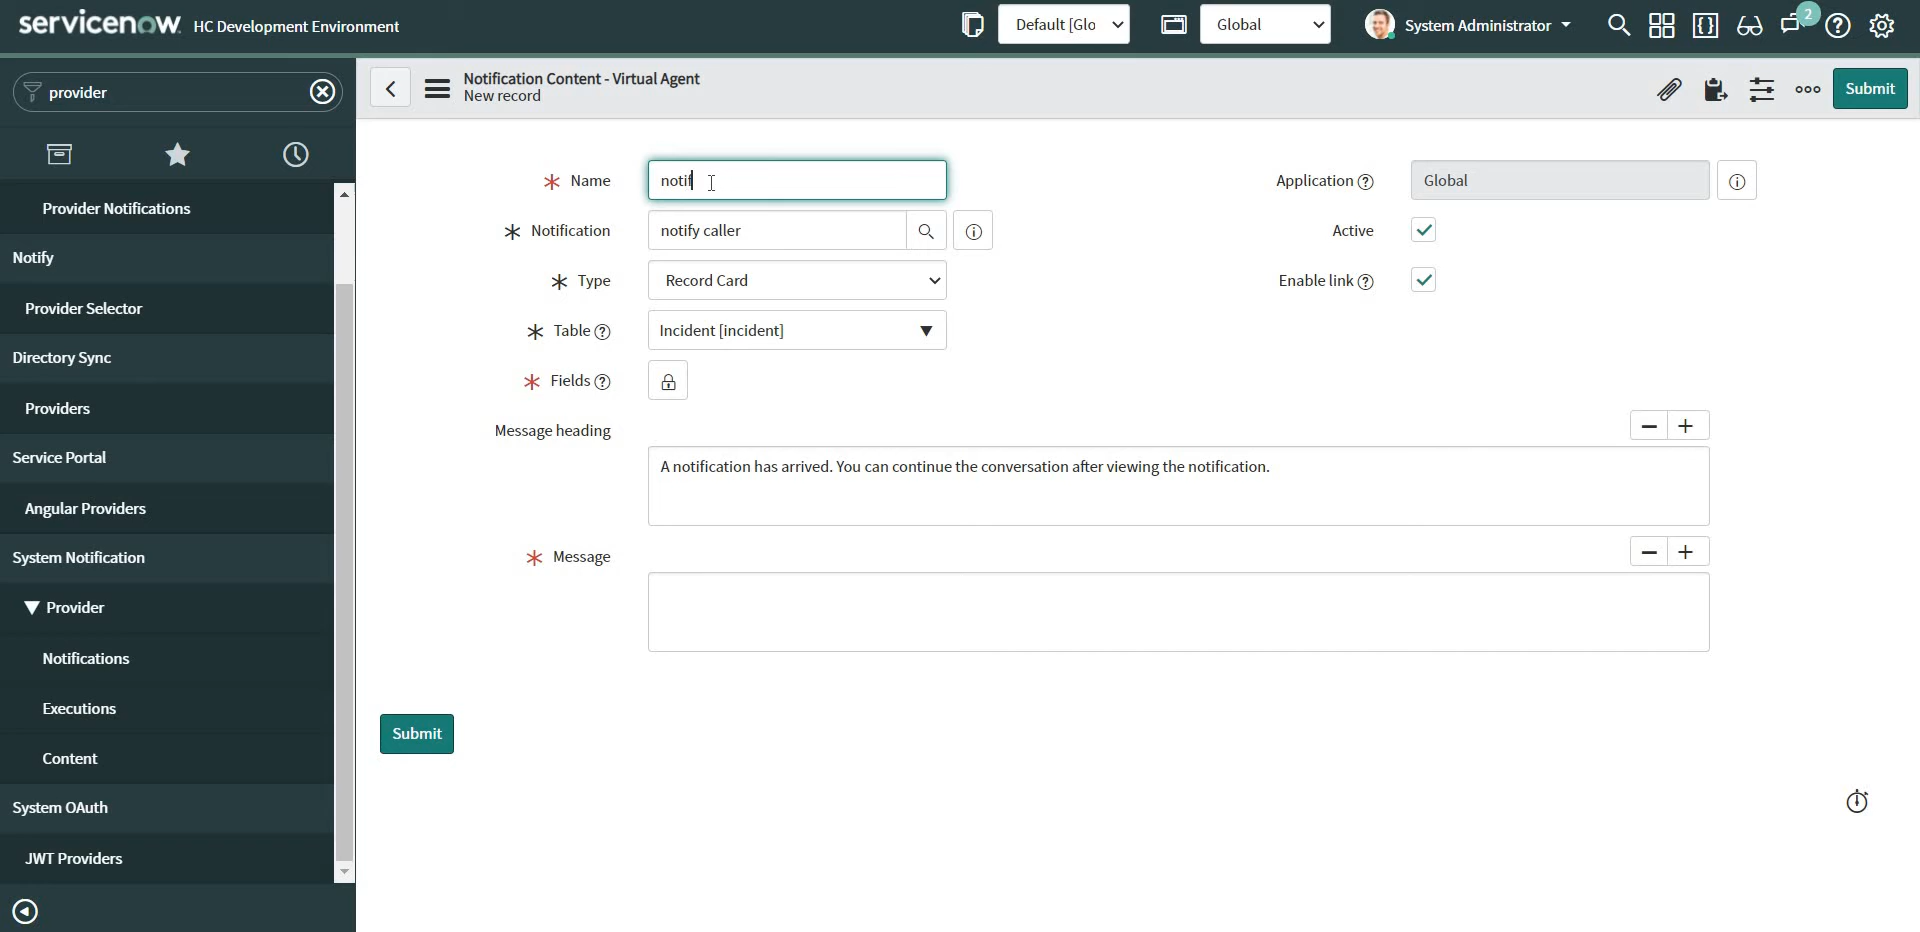 servicenow. HC Development Environment
Default [Glo
Global
System Administrator
2
provider
Notification Content - Virtual Agent
New record
Submit
Provider Notifications
Notify
Provider Selector
Directory Sync
Providers
Service Portal
Angular Providers
System Notification
Provider
Notifications
Executions
Content
System OAuth
JWT Providers
Name
notif
Application
Global
Notification
notify caller
Active
Type
Record Card
Enable link
Table
Incident [incident]
Fields
Message heading
A notification has arrived. You can continue the conversation after viewing the notification.
Message
Submit